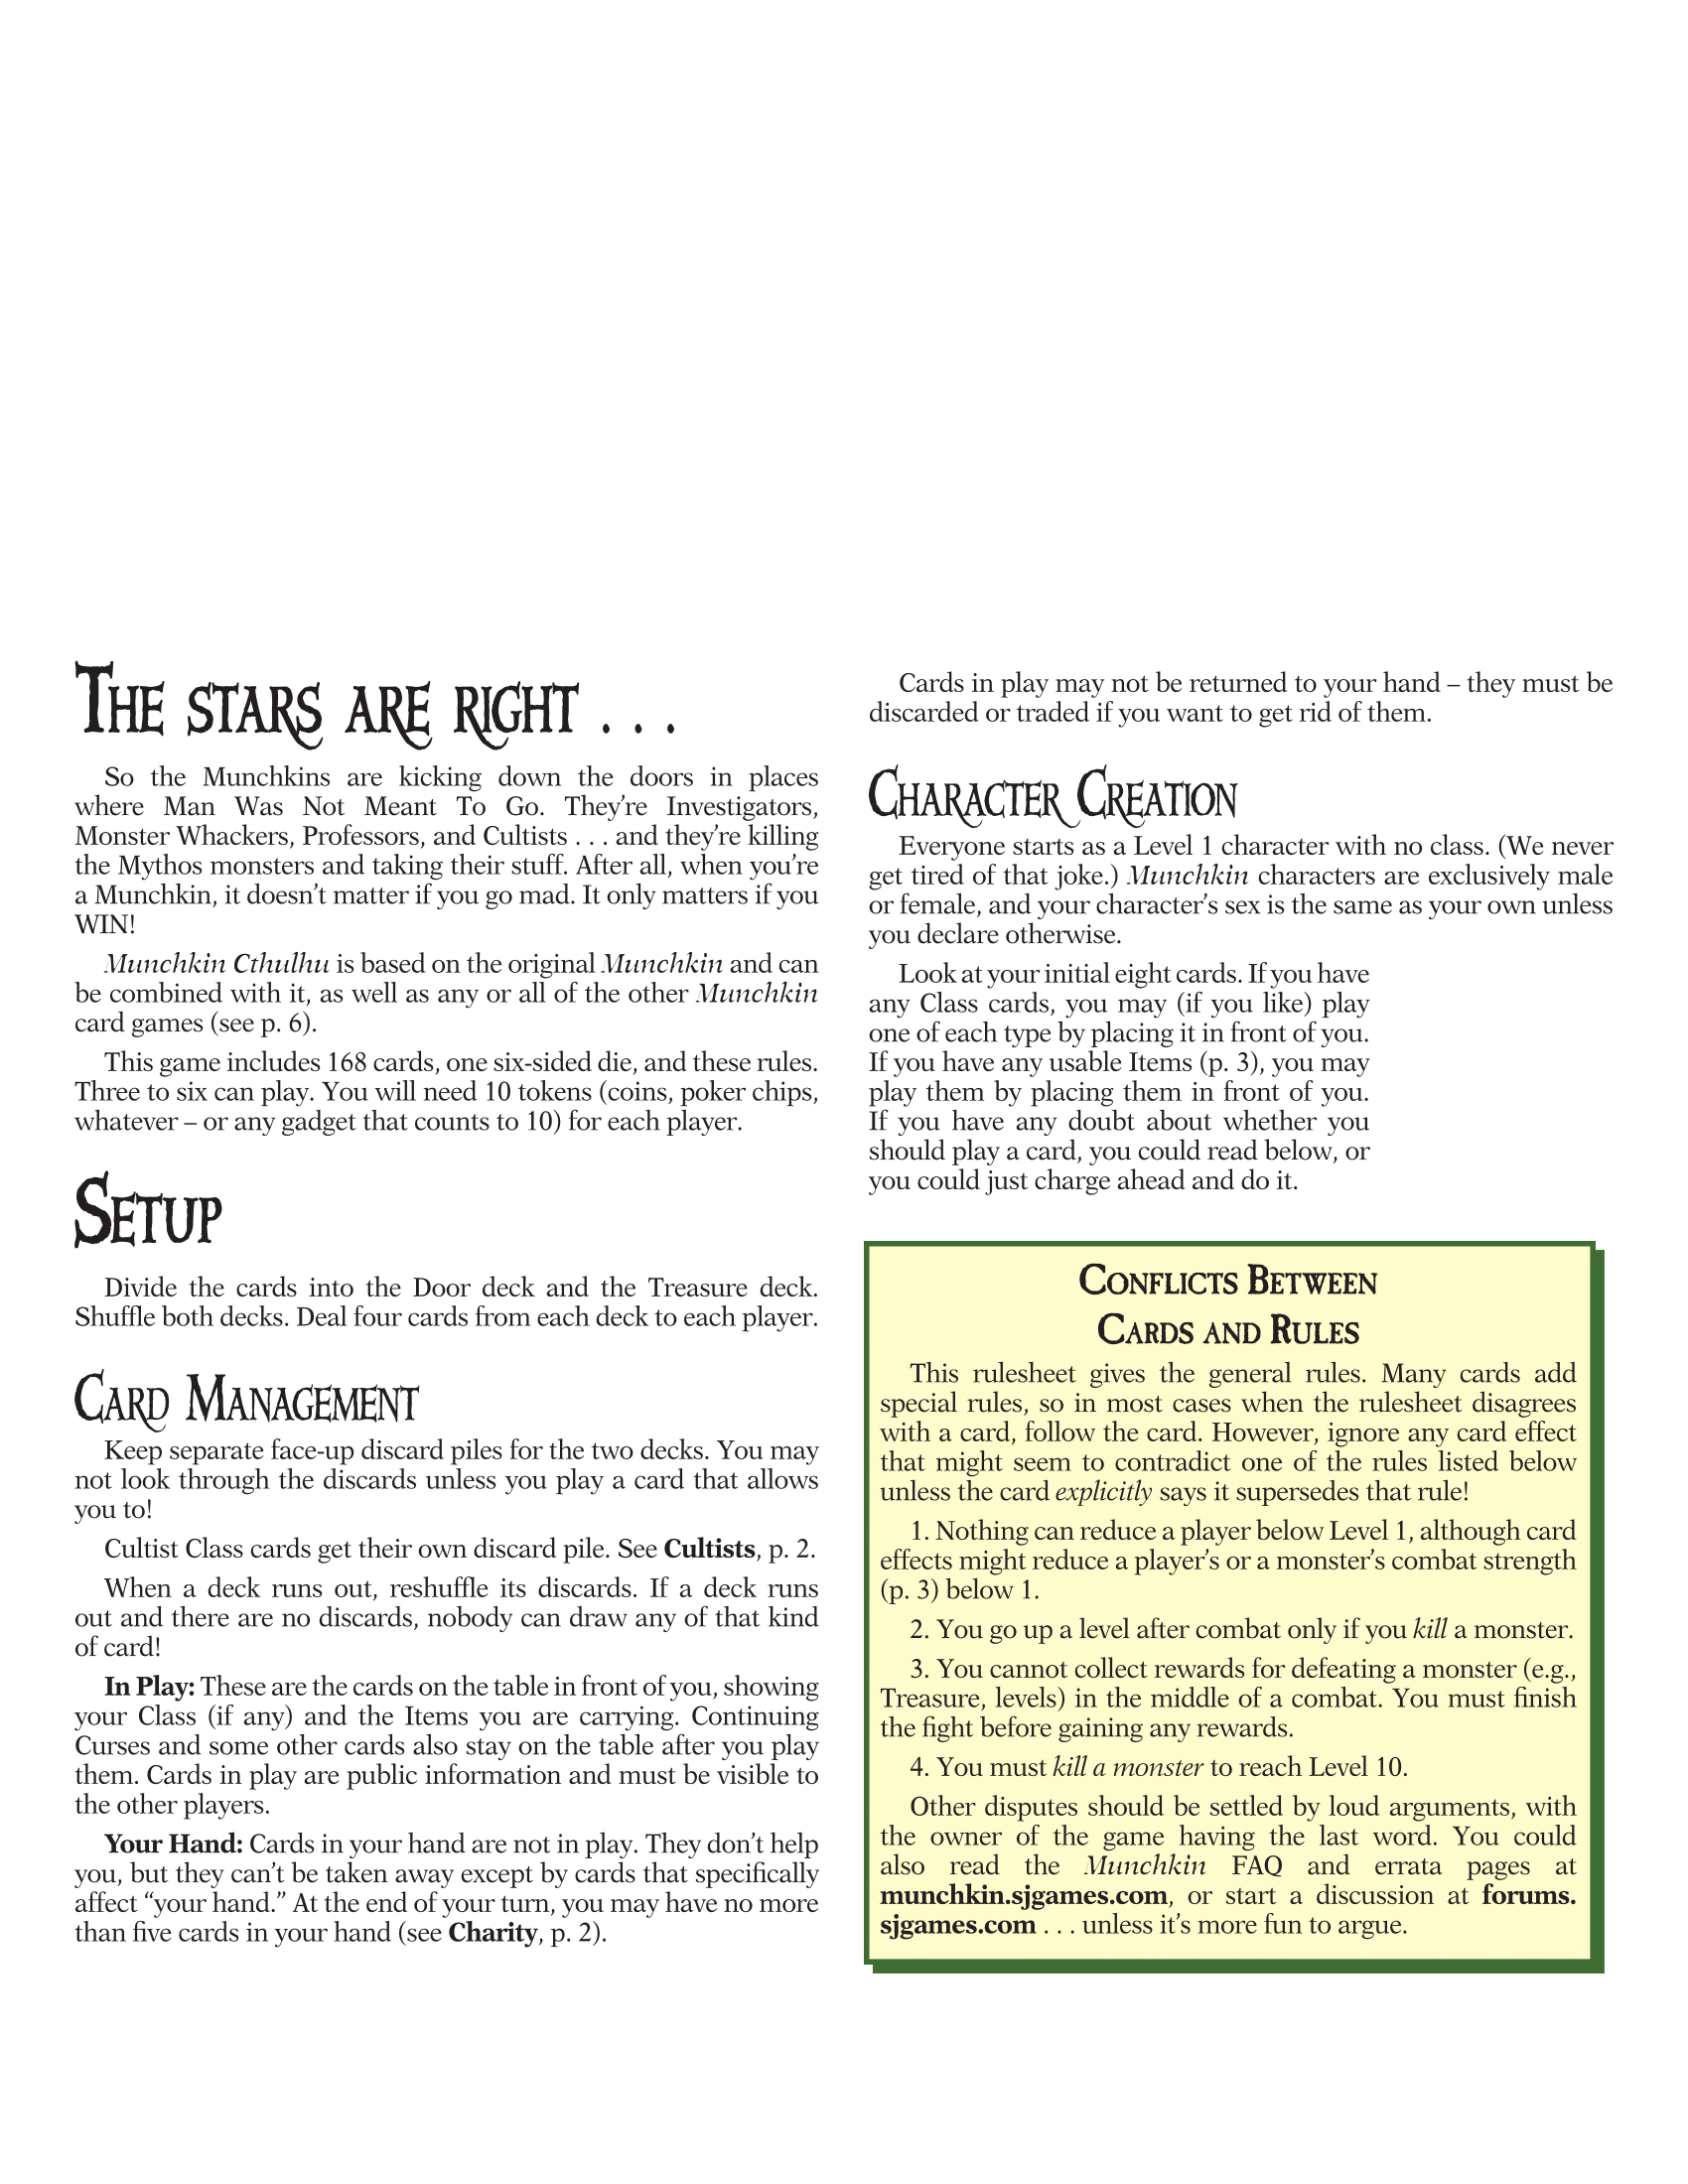 The stars are right . . .
So the Munchkins are kicking down the doors in places
where Man Was Not Meant To Go. They’re Investigators,
Monster Whackers, Professors, and Cultists . . . and they’re killing
the Mythos monsters and taking their stuff. After all, when you’re
a Munchkin, it doesn’t matter if you go mad. It only matters if you
WIN!
Munchkin Cthulhu is based on the original Munchkin and can
be combined with it, as well as any or all of the other Munchkin
card games (see p. 6).
This game includes 168 cards, one six-sided die, and these rules.
Three to six can play. You will need 10 tokens (coins, poker chips,
whatever – or any gadget that counts to 10) for each player.
Setup
Divide the cards into the Door deck and the Treasure deck.
Shuffle both decks. Deal four cards from each deck to each player.
Card Management
Keep separate face-up discard piles for the two decks. You may
not look through the discards unless you play a card that allows
you to!
Cultist Class cards get their own discard pile. See Cultists, p. 2.
When a deck runs out, reshuffle its discards. If a deck runs
out and there are no discards, nobody can draw any of that kind
of card!
In Play: These are the cards on the table in front of you, showing
your Class (if any) and the Items you are carrying. Continuing
Curses and some other cards also stay on the table after you play
them. Cards in play are public information and must be visible to
the other players.
Your Hand: Cards in your hand are not in play. They don’t help
you, but they can’t be taken away except by cards that specifically
affect “your hand.” At the end of your turn, you may have no more
than five cards in your hand (see Charity, p. 2).
Cards in play may not be returned to your hand – they must be
discarded or traded if you want to get rid of them.
Character Creation
Everyone starts as a Level 1 character with no class. (We never
get tired of that joke.) Munchkin characters are exclusively male
or female, and your character’s sex is the same as your own unless
you declare otherwise.
Look at your initial eight cards. If you have
any Class cards, you may (if you like) play
one of each type by placing it in front of you.
If you have any usable Items (p. 3), you may
play them by placing them in front of you.
If you have any doubt about whether you
should play a card, you could read below, or
you could just charge ahead and do it.
Conflicts Between
Cards and Rules
This rulesheet gives the general rules. Many cards add
special rules, so in most cases when the rulesheet disagrees
with a card, follow the card. However, ignore any card effect
that might seem to contradict one of the rules listed below
unless the card explicitly says it supersedes that rule!
1. Nothing can reduce a player below Level 1, although card
effects might reduce a player’s or a monster’s combat strength
(p. 3) below 1.
2. You go up a level after combat only if you kill a monster.
3. You cannot collect rewards for defeating a monster (e.g.,
Treasure, levels) in the middle of a combat. You must finish
the fight before gaining any rewards.
4. You must kill a monster to reach Level 10.
Other disputes should be settled by loud arguments, with
the owner of the game having the last word. You could
also read the Munchkin FAQ and errata pages at
munchkin.sjgames.com, or start a discussion at forums.
sjgames.com . . . unless it’s more fun to argue.